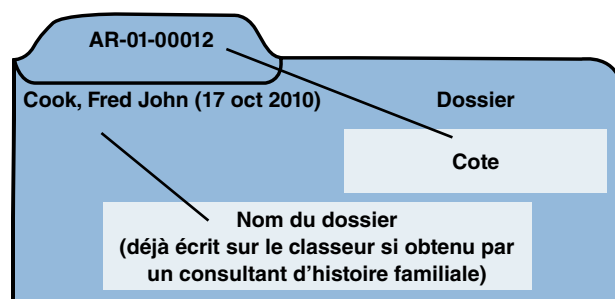 AR-01-00012
Cook, Fred John (17 oct 2010)
Dossier
Cote
Nom du dossier
(déjà écrit sur le classeur si obtenu par
un consultant d’histoire familiale)